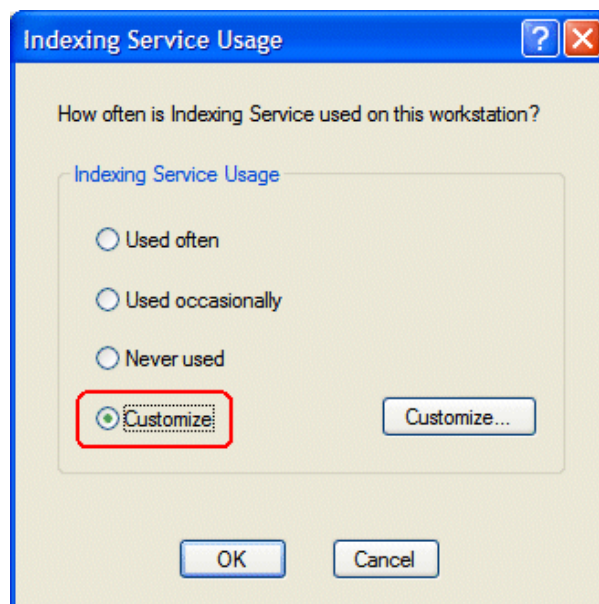 Indexing Service Usage
How often is Indexing Service used on this workstation?
Indexing Service Usage
Used often
Used occasionally
Never used
Customize
Customize...
OK
Cancel